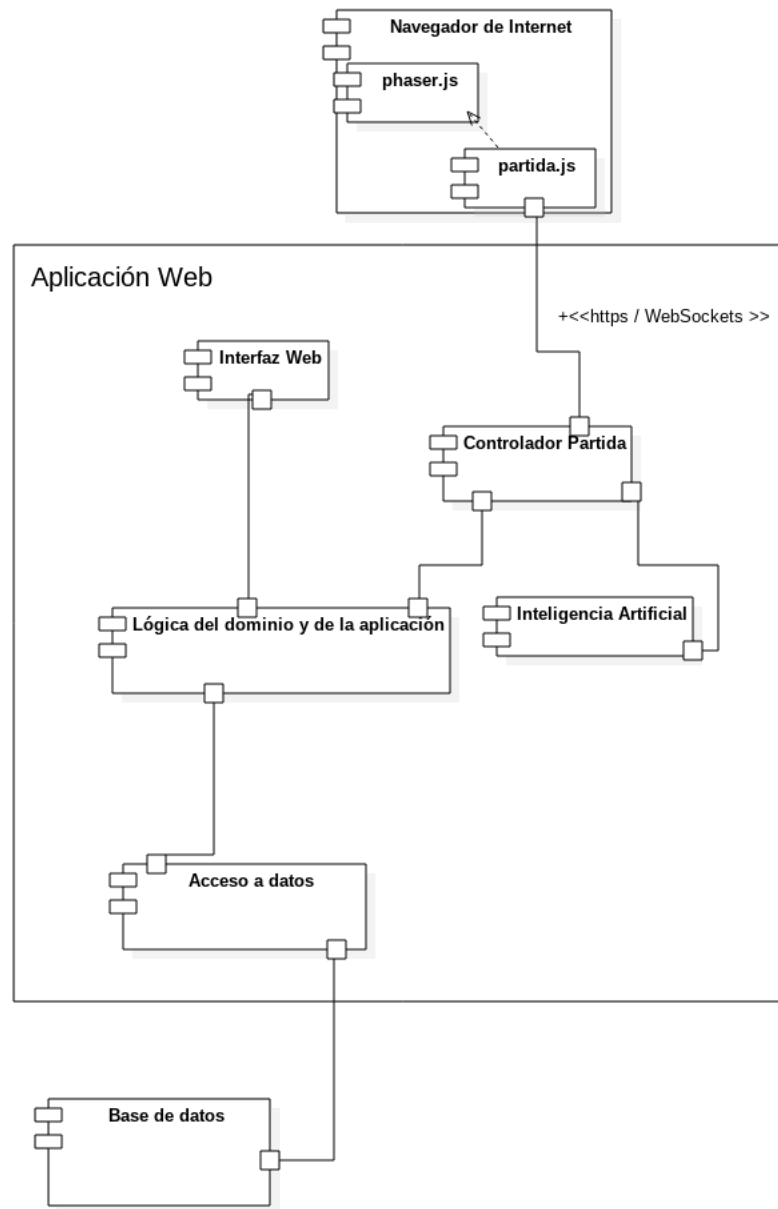 Navegador de Internet
phaser.js
partida.js
Aplicación Web
+<<https / WebSockets >>
Interfaz Web
Controlador Partida
Lógica del dominio y de la aplicación
Inteligencia Artificial
Acceso a datos
Base de datos